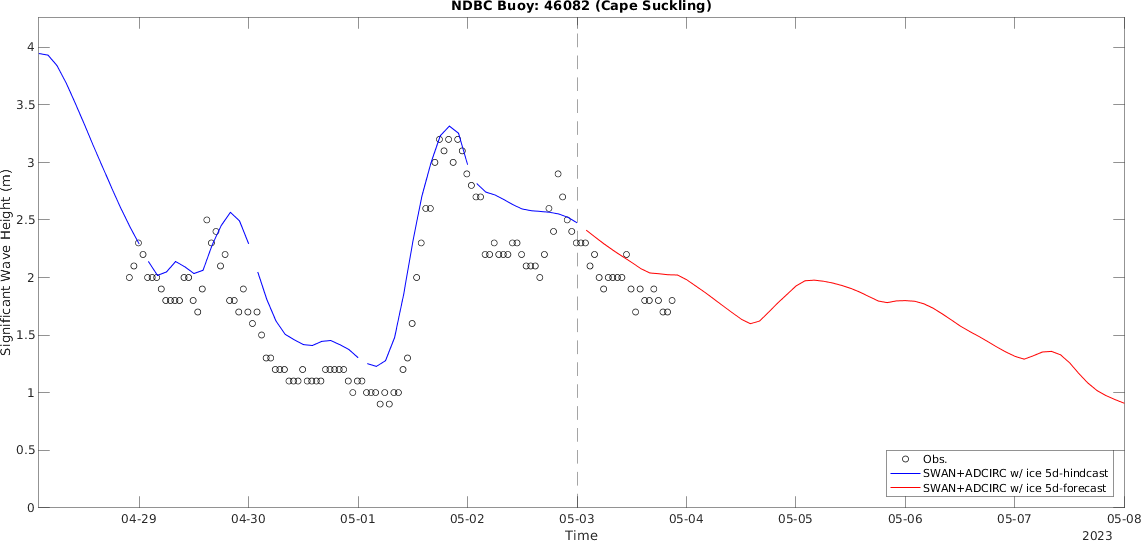 NDBC Buoy: 46082 (Cape Suckling)
Significant Wave Height (m)
4
3.5
3
2.5
2
1.5
1
0.5
0
Obs.
SWAN+ADCIRC w/ ice 5d-hindcast
SWAN+ADCIRC w/ ice 5d-forecast
04-29 04-30 05-01 05-02 05-03 05-04 05-05 05-06 05-07 05-08
Time
2023